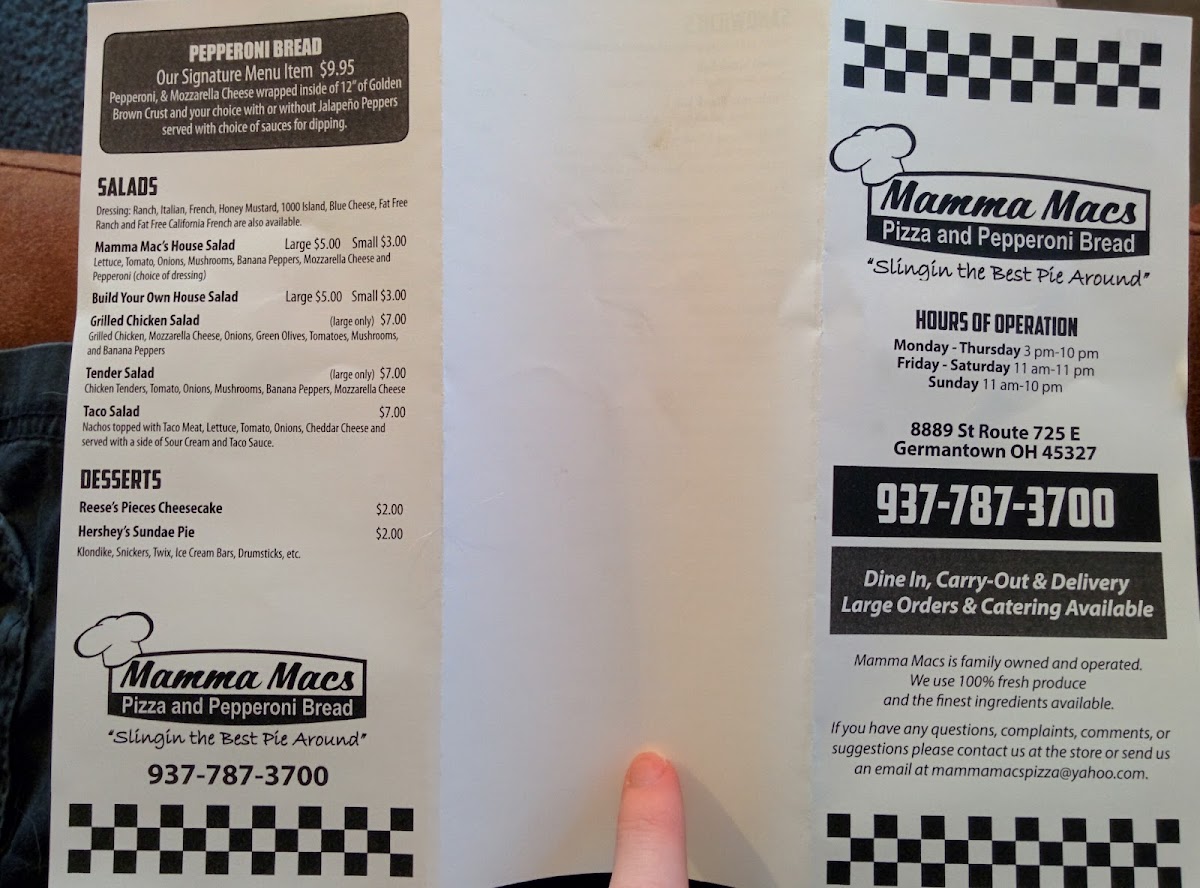 PEPPERONI BREAD
Our Signature Menu Item $9.95
Pepperoni, & Mozzarella Cheese wrapped inside of 12" of Golden
Brown Crust and your choice with or without Jalapeño Peppers
served with choice of sauces for dipping.
SALADS
Dressing: Ranch, Italian, French, Honey Mustard, 1000 Island, Blue Cheese, Fat Free
Ranch and Fat Free California French are also available.
Mamma Mac's House Salad Large $5.00 Small $3.00
Lettuce, Tomato, Onions, Mushrooms, Banana Peppers, Mozzarella Cheese and
Pepperoni (choice of dressing)
Build Your Own House Salad Large $5.00 Small $3.00
Grilled Chicken Salad (large only) $7.00
Grilled Chicken, Mozzarella Cheese, Onions, Green Olives, Tomatoes, Mushrooms,
and Banana Peppers
Tender Salad (large only) $7.00
Chicken Tenders, Tomato, Onions, Mushrooms, Banana Peppers, Mozzarella Cheese
Taco Salad $7.00
Nachos topped with Taco Meat, Lettuce, Tomato, Onions, Cheddar Cheese and
served with a side of Sour Cream and Taco Sauce.
DESSERTS
Reese's Pieces Cheesecake $2.00
Hershey's Sundae Pie $2.00
Klondike, Snickers, Twix, Ice Cream Bars, Drumsticks, etc.
Mamma Macs
Pizza and Pepperoni Bread
"Slingin the Best Pie Around"
937-787-3700
Mamma Macs
Pizza and Pepperoni Bread
"Slingin the Best Pie Around"
HOURS OF OPERATION
Monday - Thursday 3 pm-10 pm
Friday - Saturday 11 am-11 pm
Sunday 11 am-10 pm
8889 St Route 725 E
Germantown OH 45327
937-787-3700
Dine In, Carry-Out & Delivery
Large Orders & Catering Available
Mamma Macs is family owned and operated.
We use 100% fresh produce
and the finest ingredients available.
If you have any questions, complaints, comments, or
suggestions please contact us at the store or send us
an email at mammamacspizza@yahoo.com.